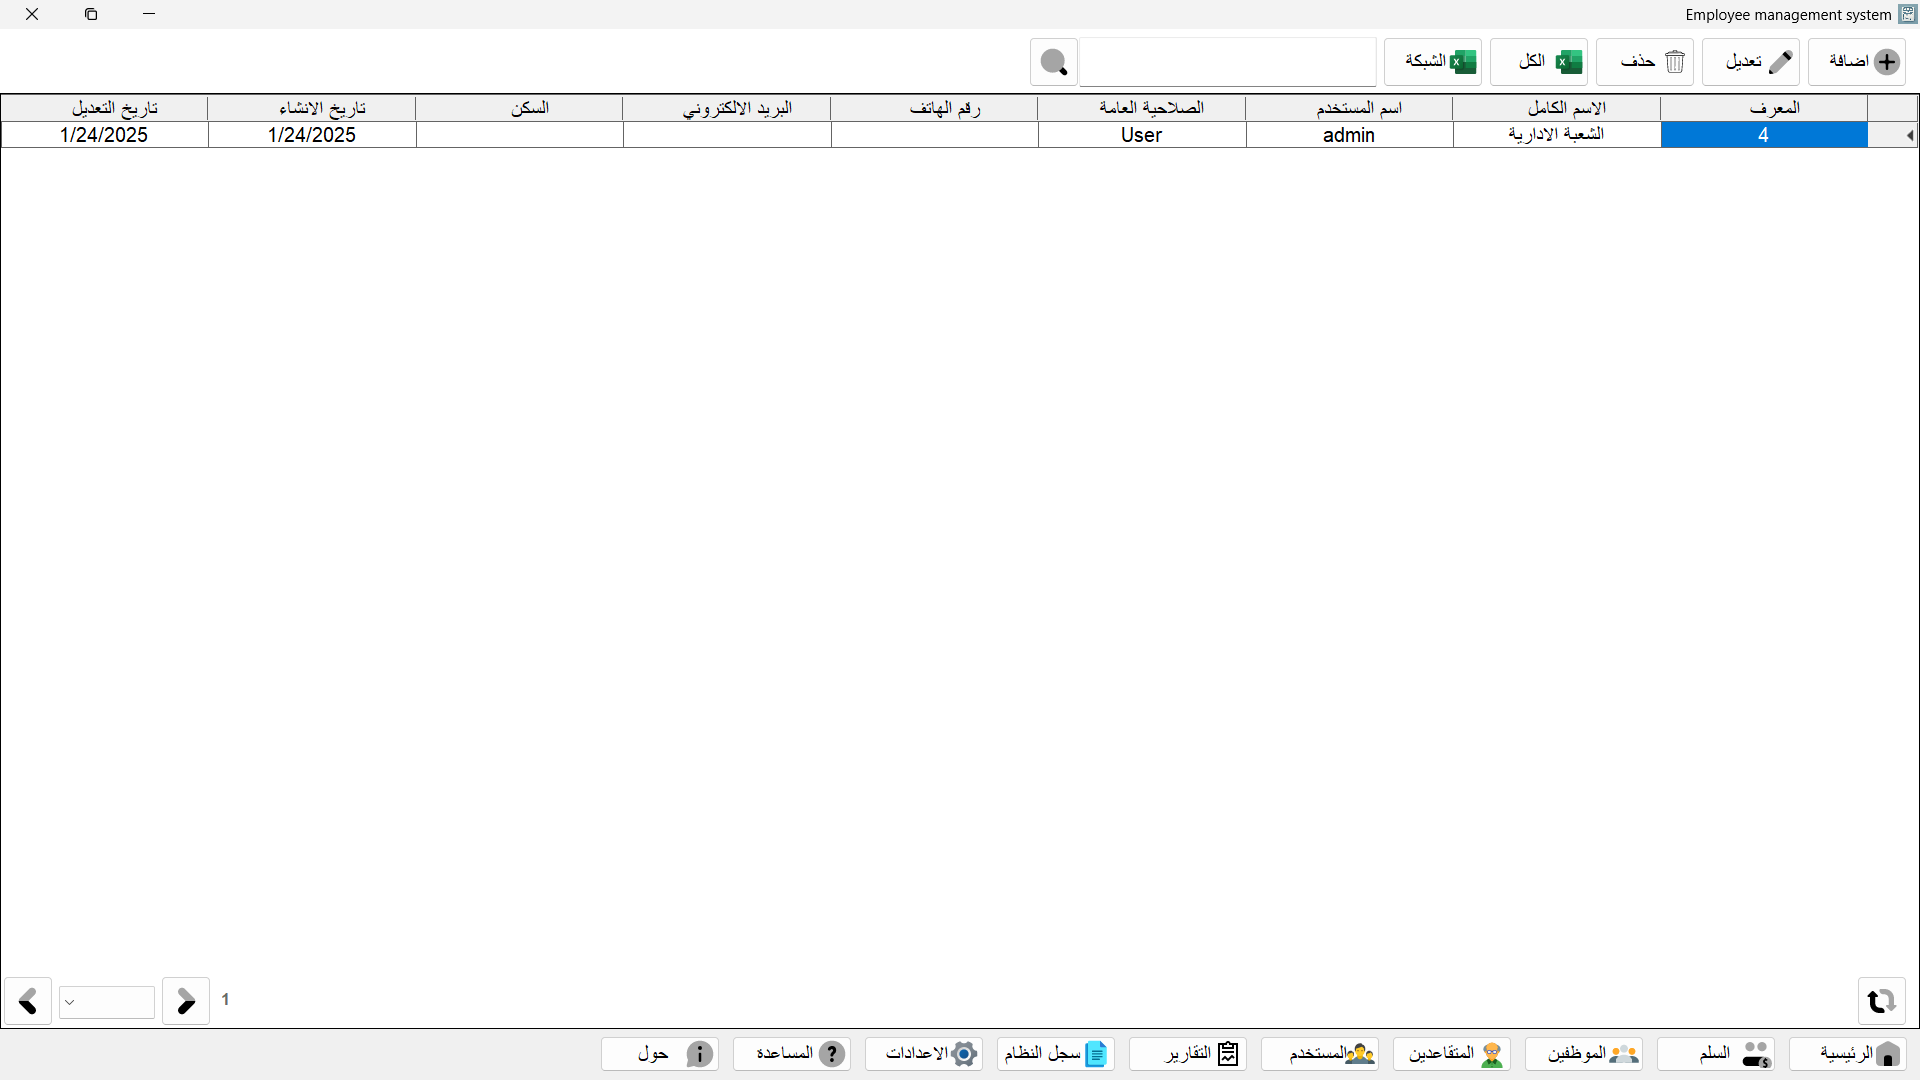 Employee management system
اضافة تعديل حذف الكل الشبكة
المعرف الاسم الكامل اسم المستخدم الصلاحية العامة رقم الهاتف البريد الالكتروني السكن تاريخ الانشاء تاريخ التعديل
4 الشعبة الادارية admin User 1/24/2025 1/24/2025
1
الرئيسية السلم الموظفين المتقاعدين المستخدم التقارير سجل النظام الاعدادات المساعدة حول